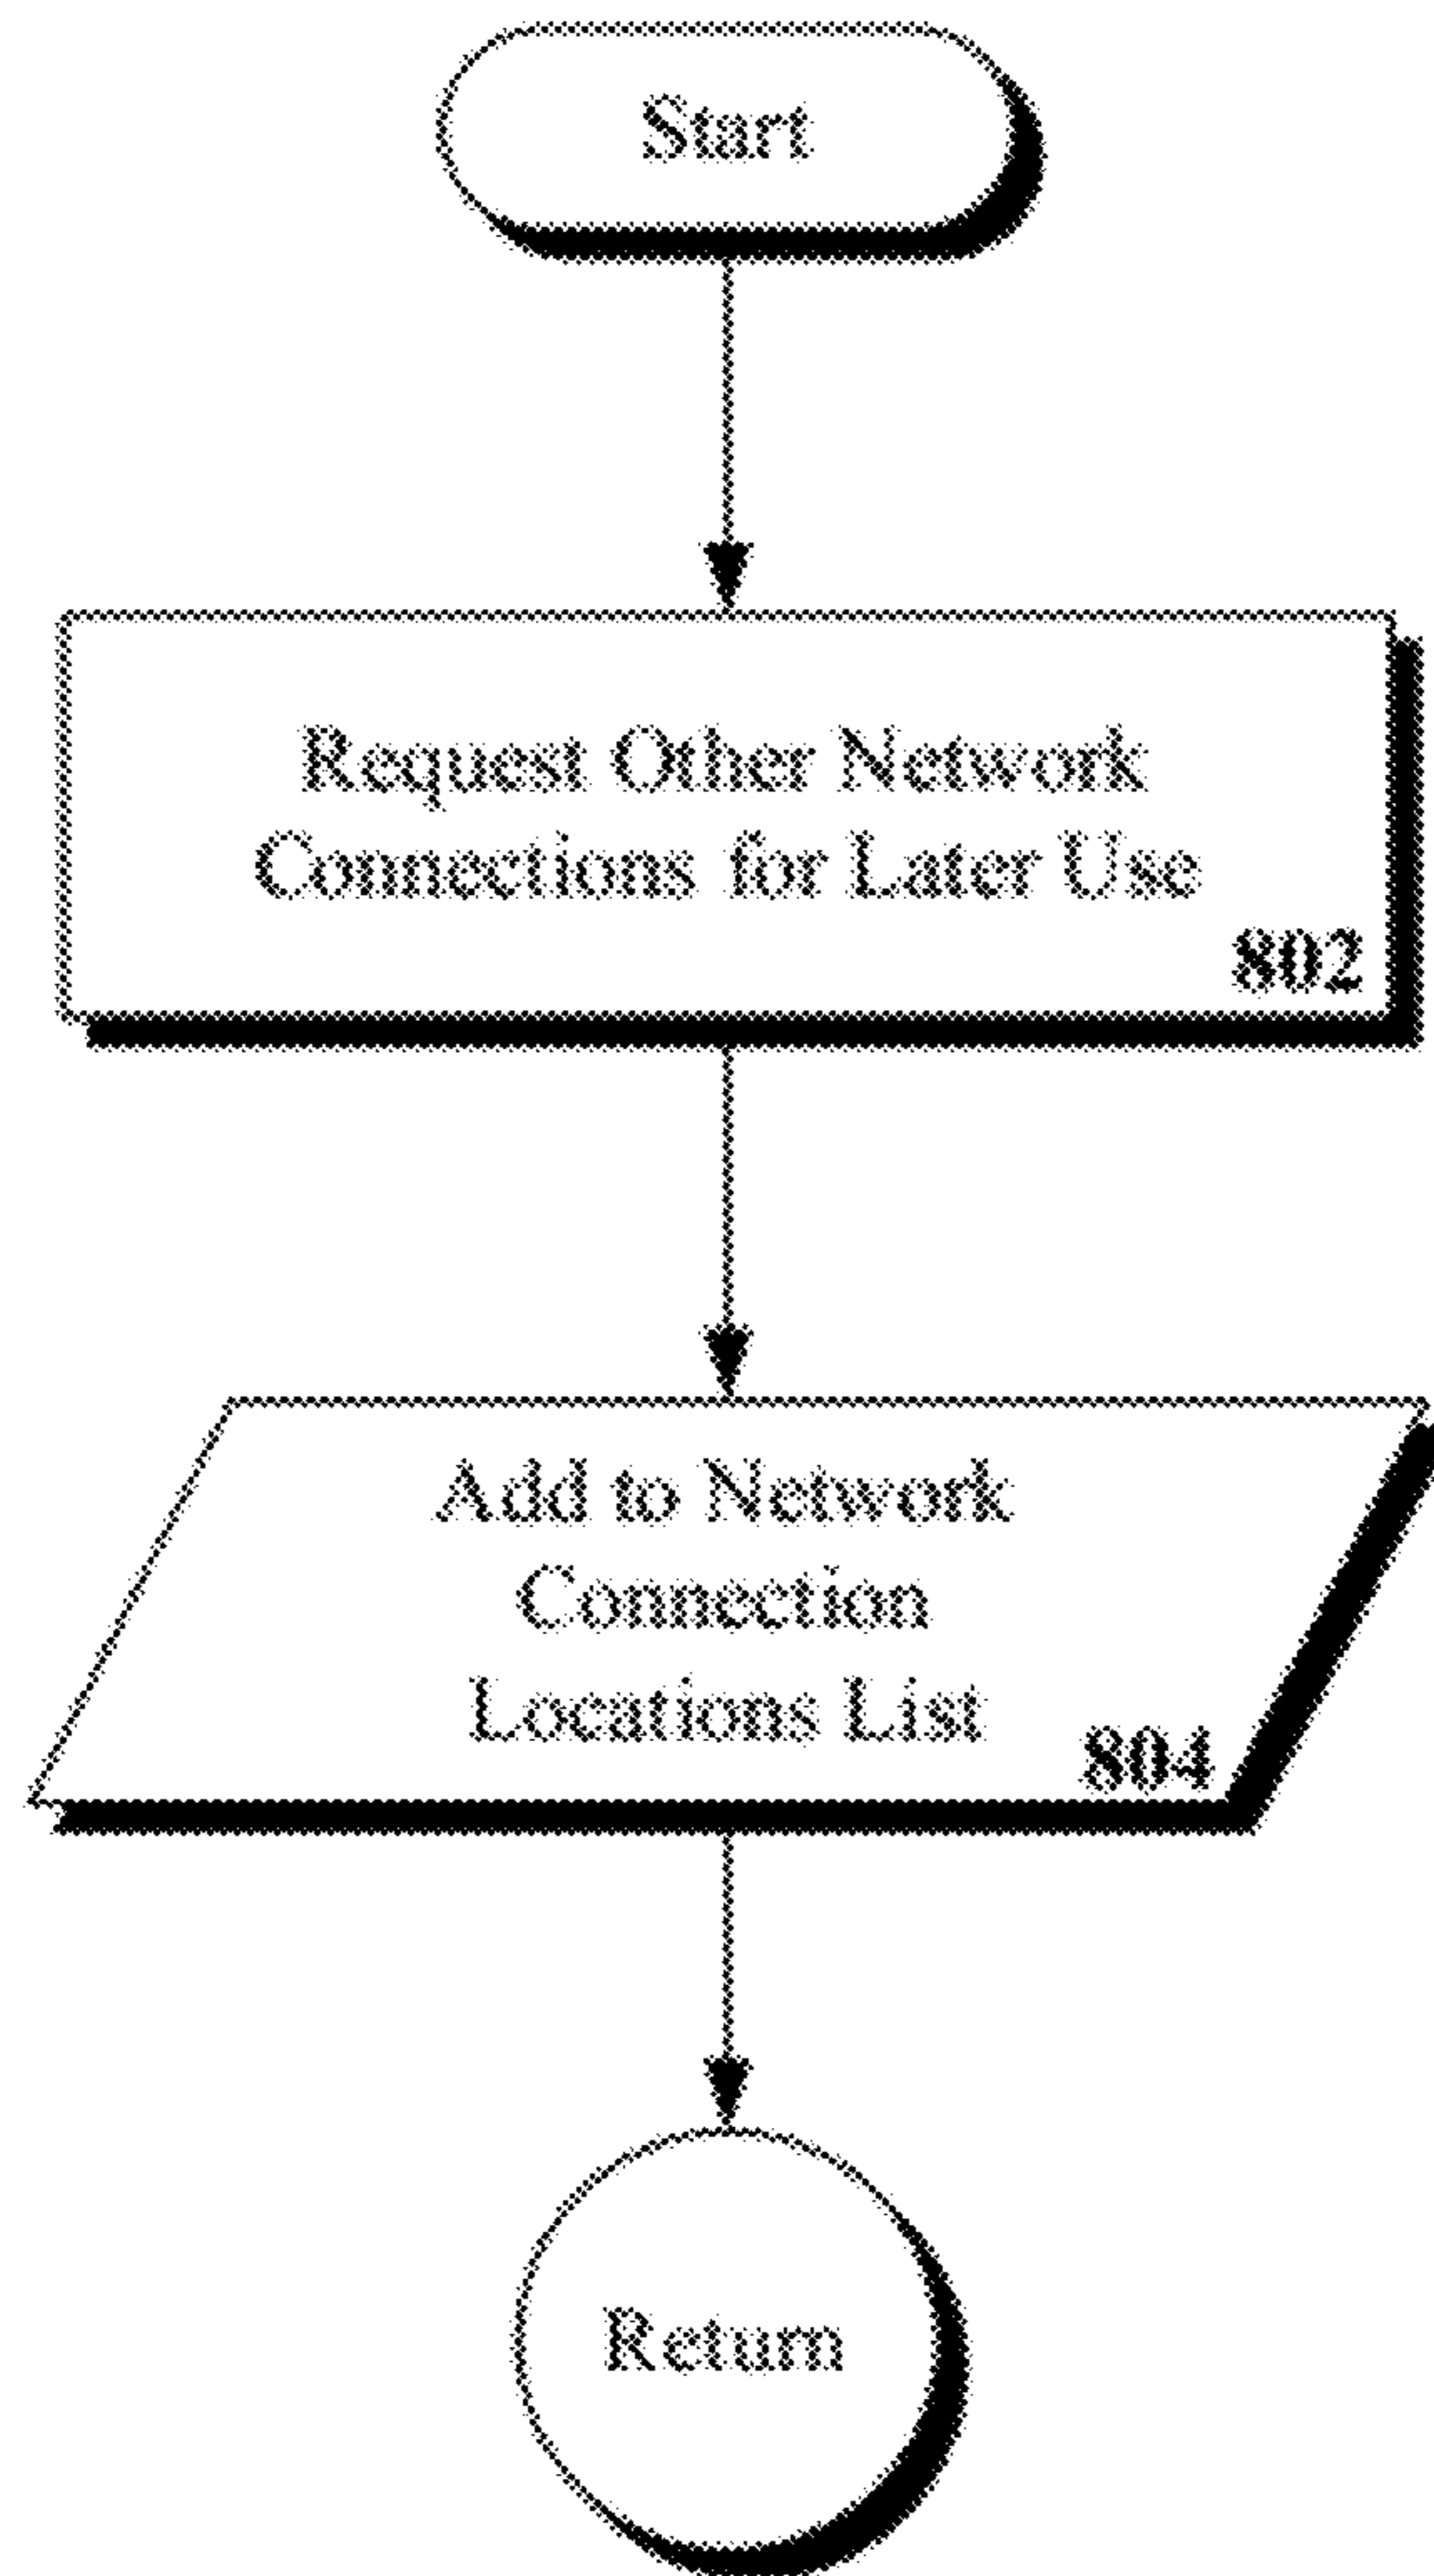 Start
Request Other Network
Connections for Later Use
802
Add to Network
Connection
Locations List
804
Return